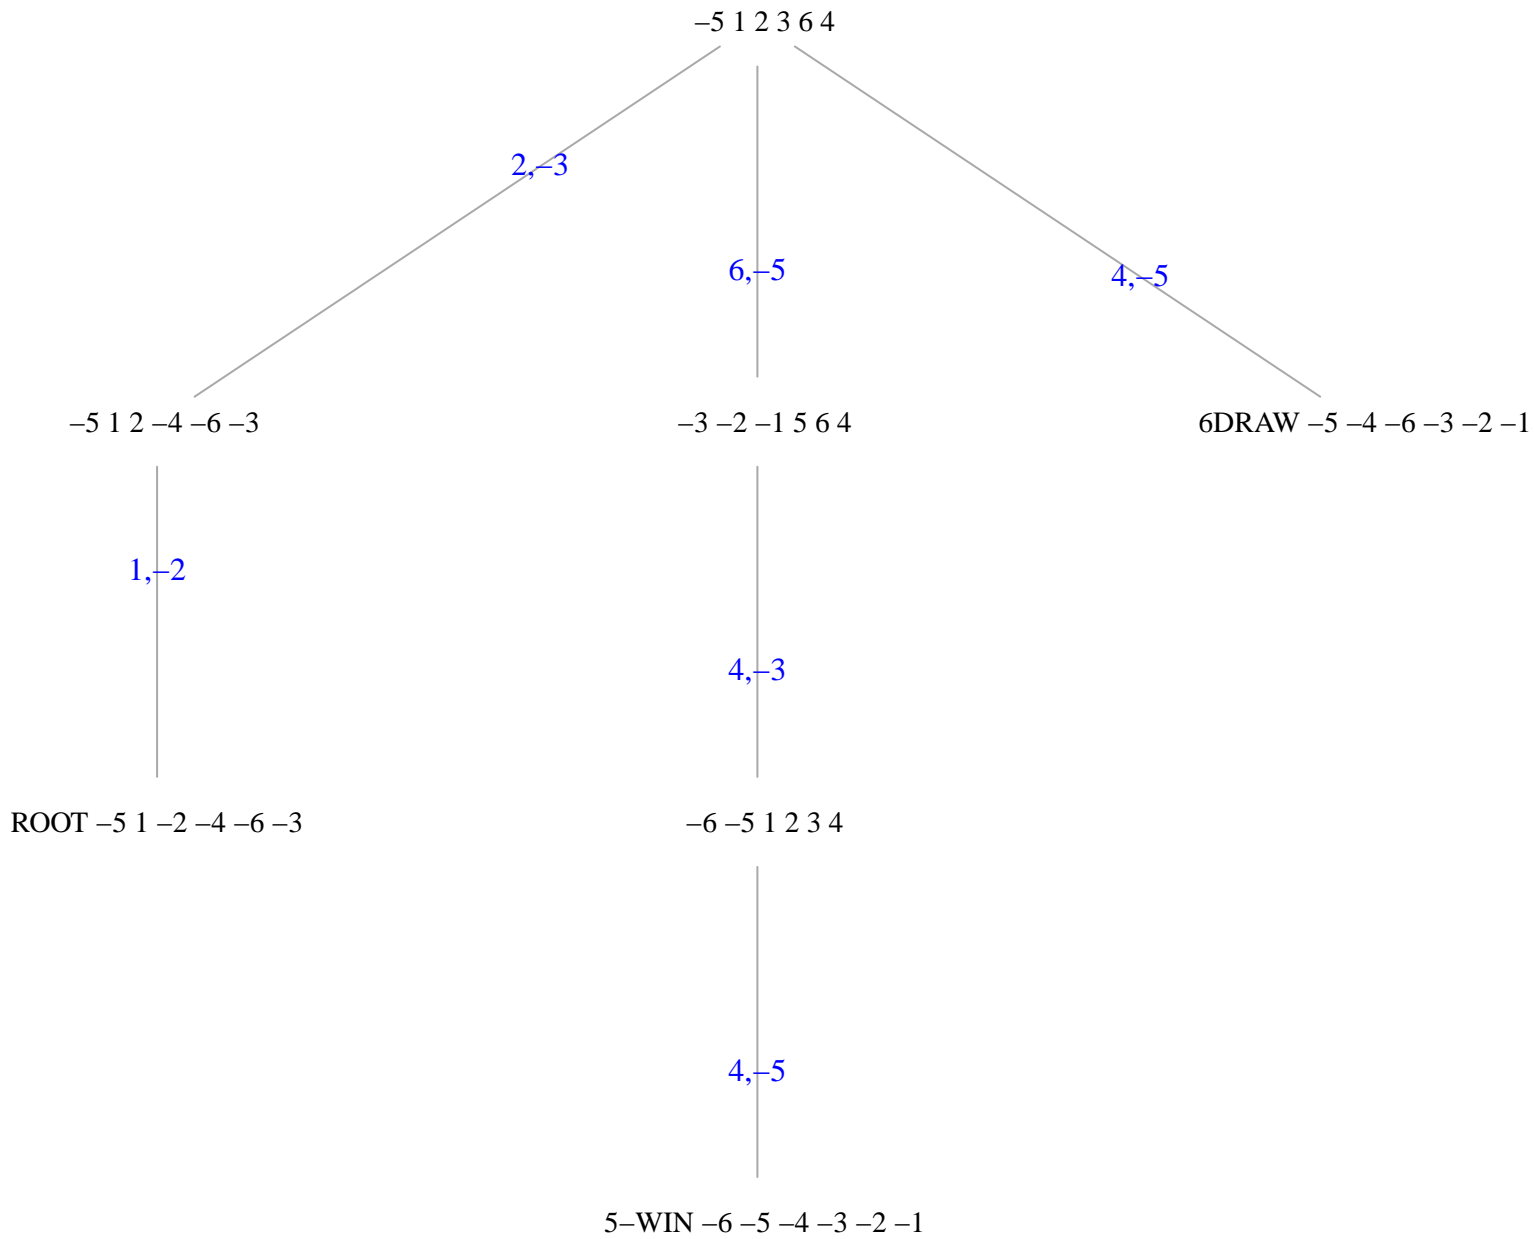 –5 1 2 3 6 4
2,–3
6,–5
4,–5
–5 1 2 –4 –6 –3
–3 –2 –1 5 6 4
6DRAW –5 –4 –6 –3 –2 –1
1,–2
4,–3
ROOT –5 1 –2 –4 –6 –3
–6 –5 1 2 3 4
4,–5
5–WIN –6 –5 –4 –3 –2 –1